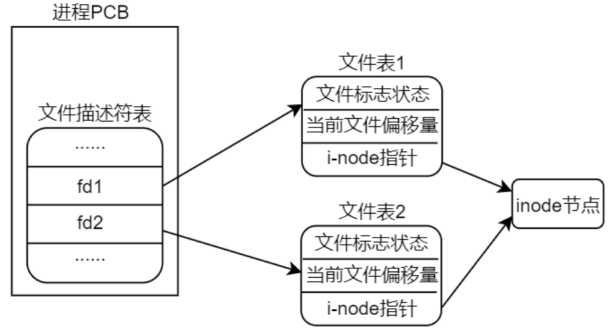 进程PCB
文件描述符表
......
fd1
fd2
......
文件表1
文件标志状态
当前文件偏移量
i-node指针
文件表2
文件标志状态
当前文件偏移量
i-node指针
inode节点